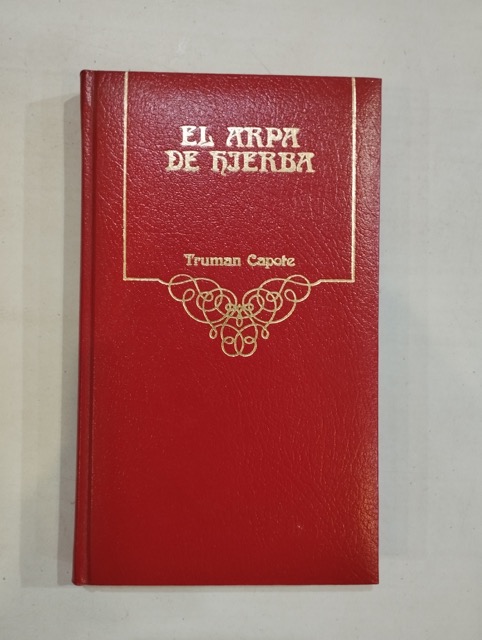 EL ARPA
DE HIERBA
Truman Capote